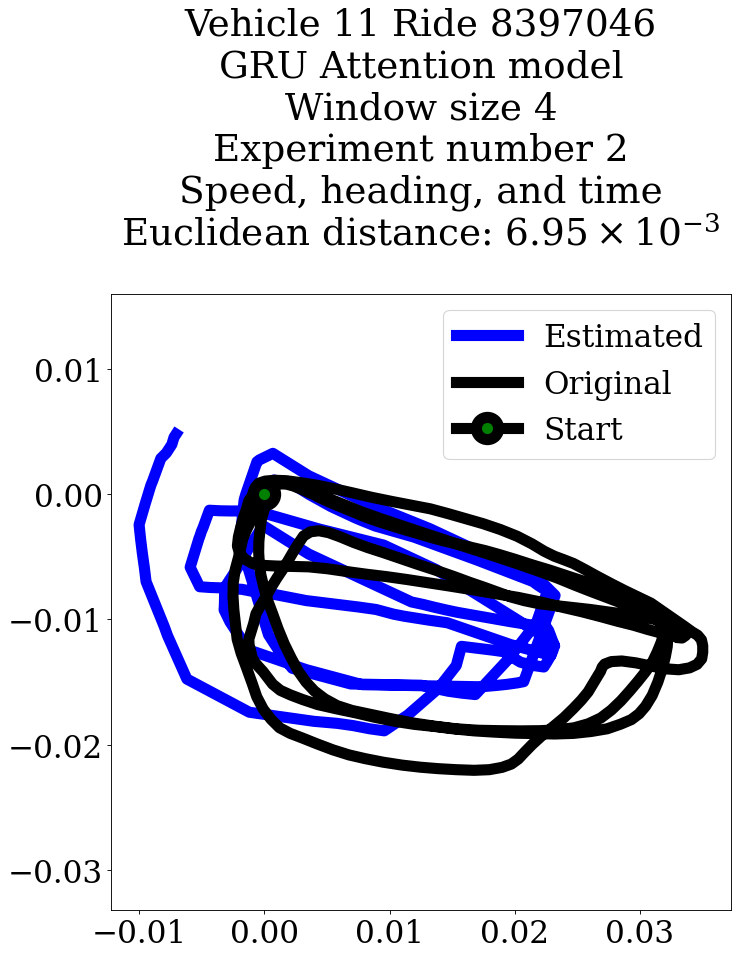 Vehicle 11 Ride 8397046
GRU Attention model
Window size 4
Experiment number 2
Speed, heading, and time
Euclidean distance: 6.95 × 10⁻³
Estimated
Original
Start
0.01
0.00
−0.01
−0.02
−0.03
−0.01 0.00 0.01 0.02 0.03